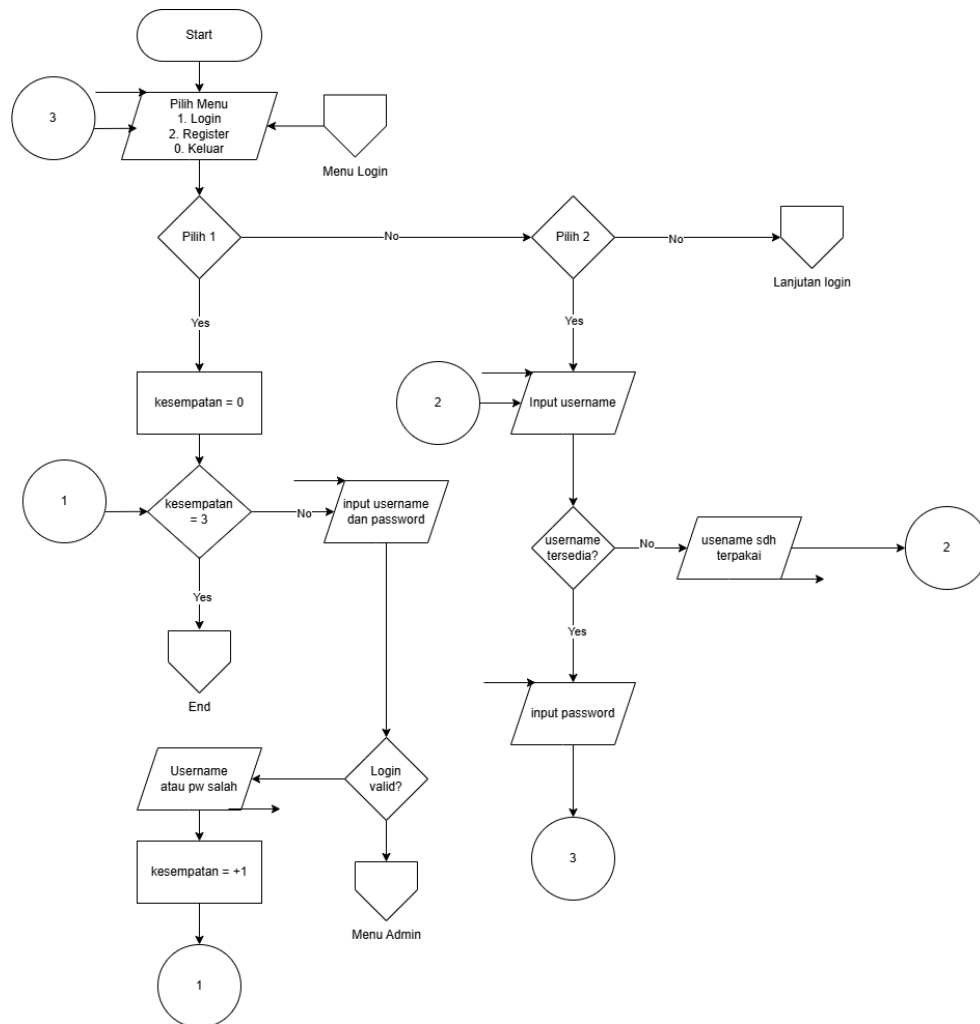 Start
3
Pilih Menu
1. Login
2. Register
0. Keluar
Menu Login
Pilih 1
No
Pilih 2
No
Lanjutan login
Yes
Yes
kesempatan = 0
2
Input username
1
kesempatan
= 3
No
input username
dan password
username
tersedia?
No
usename sdh
terpakai
2
Yes
End
Yes
input password
Username
atau pw salah
Login
valid?
kesempatan = +1
Menu Admin
3
1